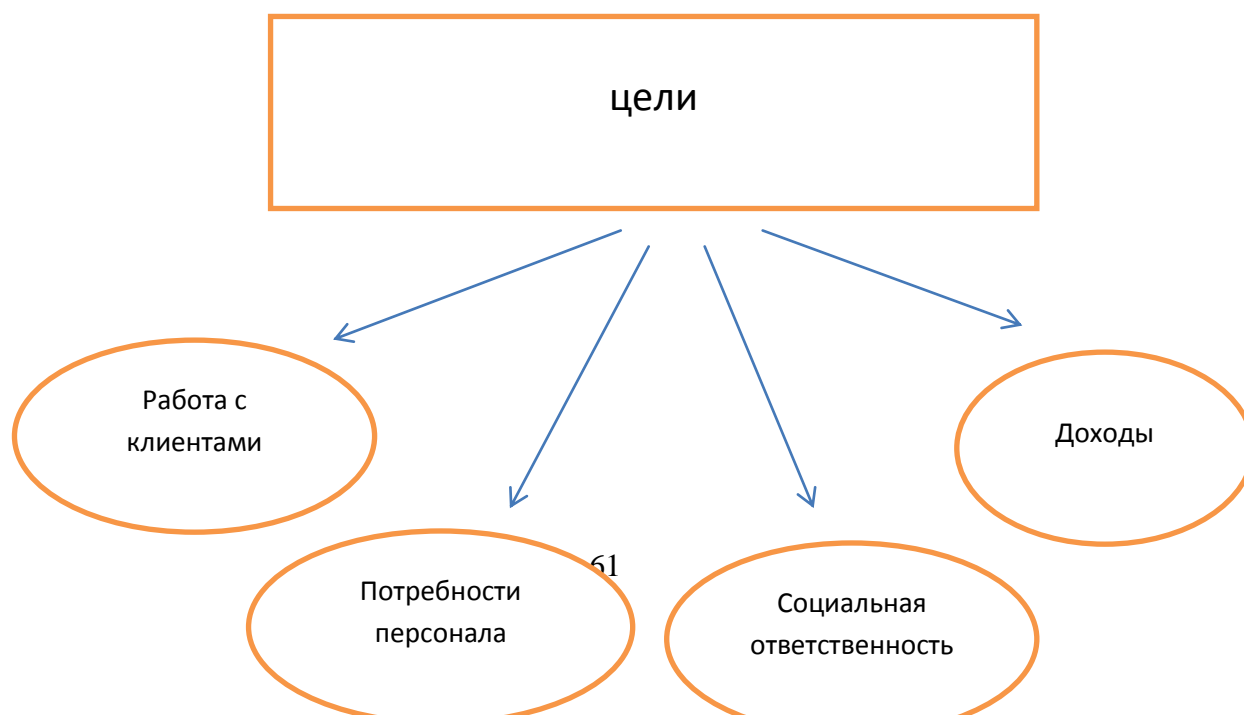 цели
Работа с
клиентами
Доходы
61
Потребности
персонала
Социальная
ответственность